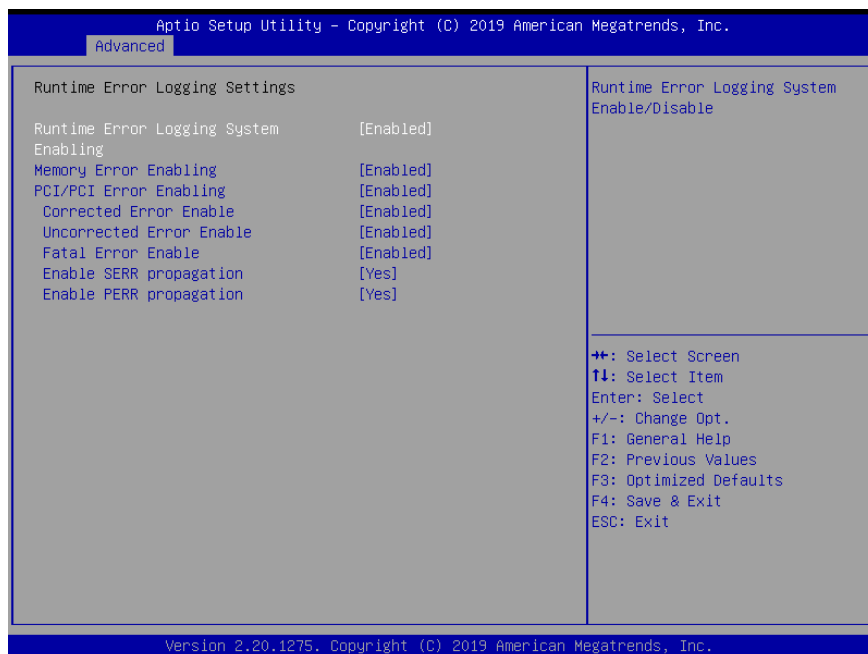 Aptio Setup Utility – Copyright (C) 2019 American Megatrends, Inc.
Advanced
Runtime Error Logging Settings
Runtime Error Logging System Enabling [Enabled]
Memory Error Enabling [Enabled]
PCI/PCI Error Enabling [Enabled]
Corrected Error Enable [Enabled]
Uncorrected Error Enable [Enabled]
Fatal Error Enable [Enabled]
Enable SERR propagation [Yes]
Enable PERR propagation [Yes]
Runtime Error Logging System
Enable/Disable
→←: Select Screen
↑↓: Select Item
Enter: Select
+/-: Change Opt.
F1: General Help
F2: Previous Values
F3: Optimized Defaults
F4: Save & Exit
ESC: Exit
Version 2.20.1275. Copyright (C) 2019 American Megatrends, Inc.